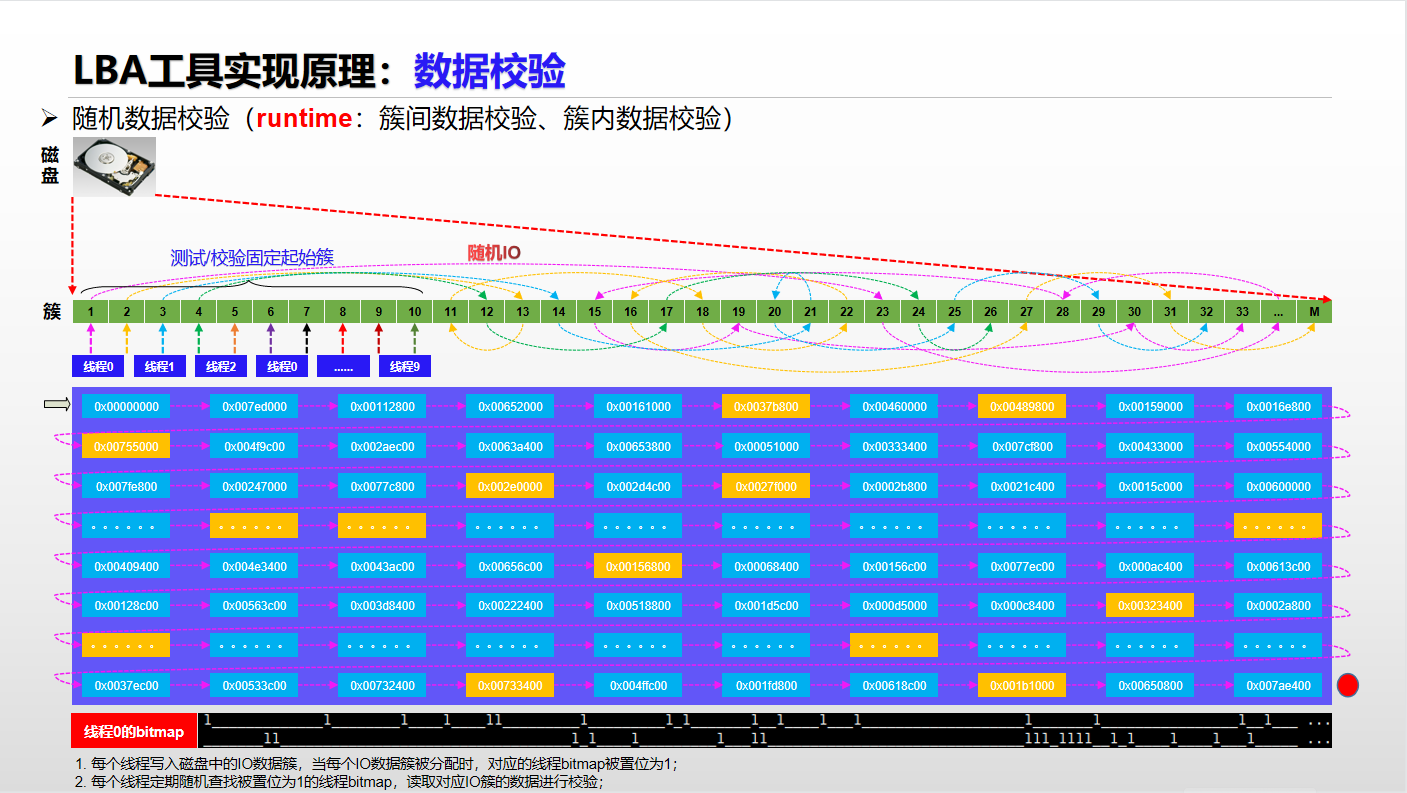 LBA工具实现原理：数据校验
➢ 随机数据校验（runtime：簇间数据校验、簇内数据校验）
磁盘
测试/校验固定起始簇
随机IO
簇 1 2 3 4 5 6 7 8 9 10 11 12 13 14 15 16 17 18 19 20 21 22 23 24 25 26 27 28 29 30 31 32 33 ... M
线程0 线程1 线程2 线程0 ...... 线程9
0x00000000 0x007ed000 0x00112800 0x00652000 0x00161000 0x0037b800 0x00460000 0x00489800 0x00159000 0x0016e800
0x00755000 0x004f9c00 0x002aec00 0x0063a400 0x00653800 0x00051000 0x00333400 0x007cf800 0x00433000 0x00554000
0x007fe800 0x00247000 0x0077c800 0x002e0000 0x002d4c00 0x0027f000 0x0002b800 0x0021c400 0x0015c000 0x00600000
。。。。。。 。。。。。。 。。。。。。 。。。。。。 。。。。。。 。。。。。。 。。。。。。 。。。。。。 。。。。。。 。。。。。。
0x00409400 0x004e3400 0x0043ac00 0x00656c00 0x00156800 0x00068400 0x00156c00 0x0077ec00 0x000ac400 0x00613c00
0x00128c00 0x00563c00 0x003d8400 0x00222400 0x00518800 0x001d5c00 0x000d5000 0x000c8400 0x00323400 0x0002a800
。。。。。。 。。。。。。 。。。。。。 。。。。。。 。。。。。。 。。。。。。 。。。。。。 。。。。。。 。。。。。。 。。。。。。
0x0037ec00 0x00533c00 0x00732400 0x00733400 0x004ffc00 0x001fd800 0x00618c00 0x001b1000 0x00650800 0x007ae400
线程0的bitmap
1_____________1________1____1____11_________1_________1_1_______1__1____1___1___________________1_______1________________1__1___ ...
_______11__________________________________1_1____1_________1___11______________________________111_1111__1_1____1____1___1_____ ...
1. 每个线程写入磁盘中的IO数据簇，当每个IO数据簇被分配时，对应的线程bitmap被置位为1；
2. 每个线程定期随机查找被置位为1的线程bitmap，读取对应IO簇的数据进行校验；